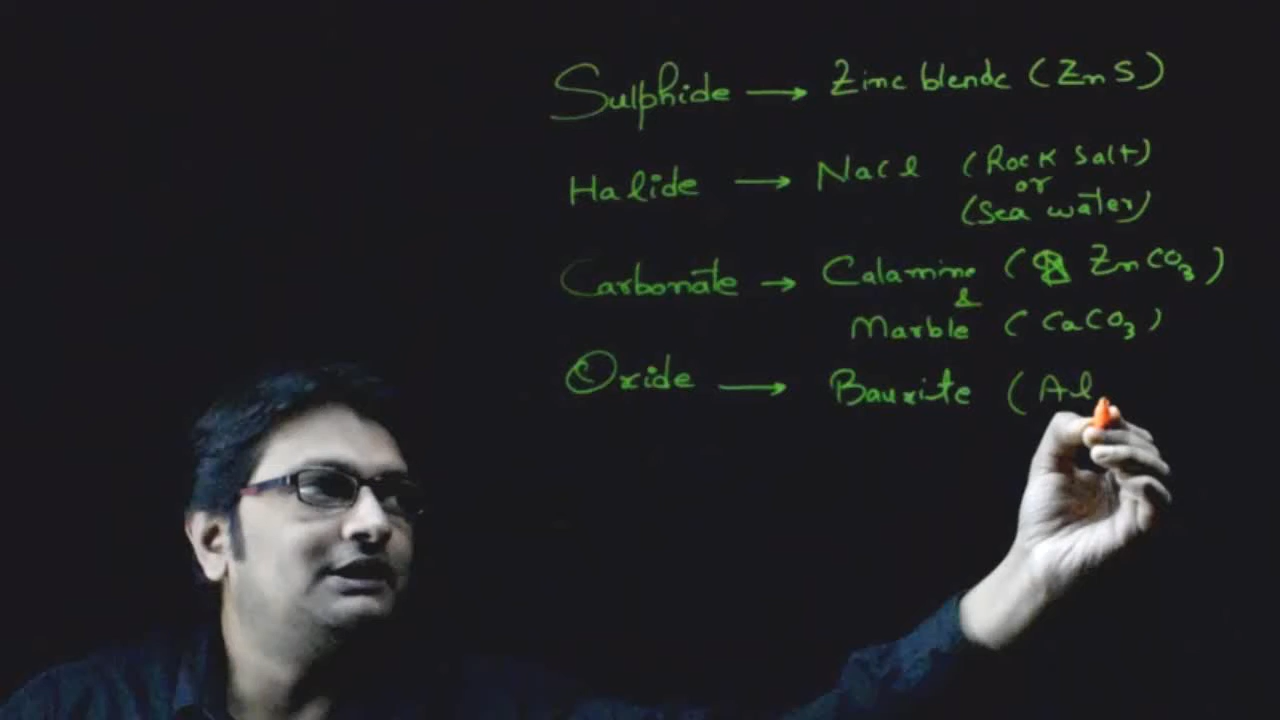 Sulphide → Zinc blende (ZnS)
Halide → NaCl (Rock salt)
or
(Sea water)
Carbonate → Calamine ( ZnCO3)
&
Marble (CaCO3)
Oxide → Bauxite (Al